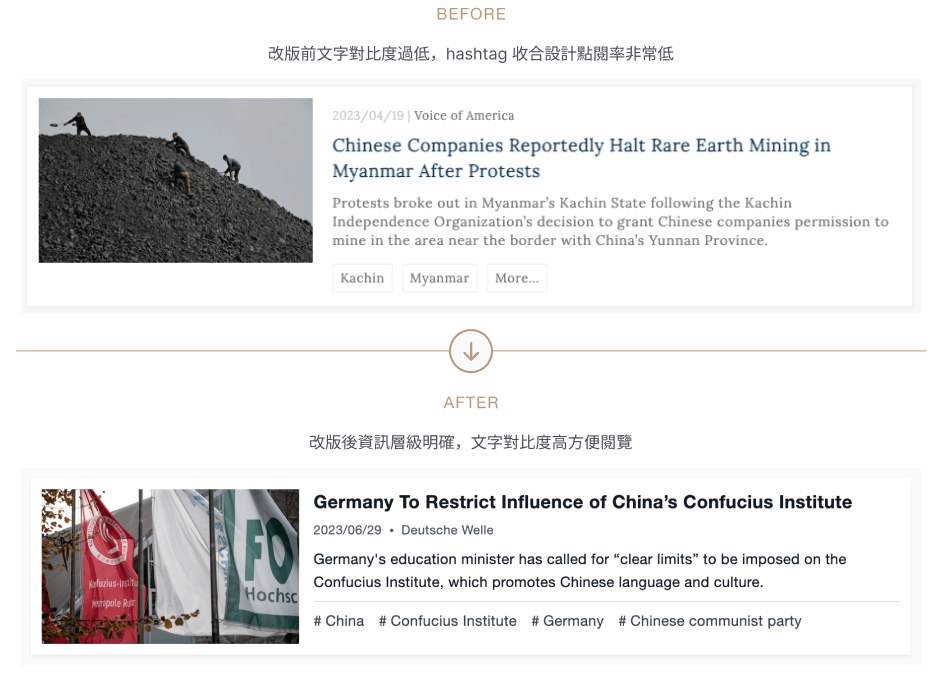 BEFORE
改版前文字對比度過低，hashtag 收合設計點閱率非常低
2023/04/19 | Voice of America
Chinese Companies Reportedly Halt Rare Earth Mining in
Myanmar After Protests
Protests broke out in Myanmar’s Kachin State following the Kachin
Independence Organization’s decision to grant Chinese companies permission to
mine in the area near the border with China’s Yunnan Province.
Kachin Myanmar More...
AFTER
改版後資訊層級明確，文字對比度高方便閱覽
Germany To Restrict Influence of China’s Confucius Institute
2023/06/29 • Deutsche Welle
Germany's education minister has called for “clear limits” to be imposed on the
Confucius Institute, which promotes Chinese language and culture.
# China # Confucius Institute # Germany # Chinese communist party
Konfuzius-Institu
Metropole Ruhr
FO
Hochsc